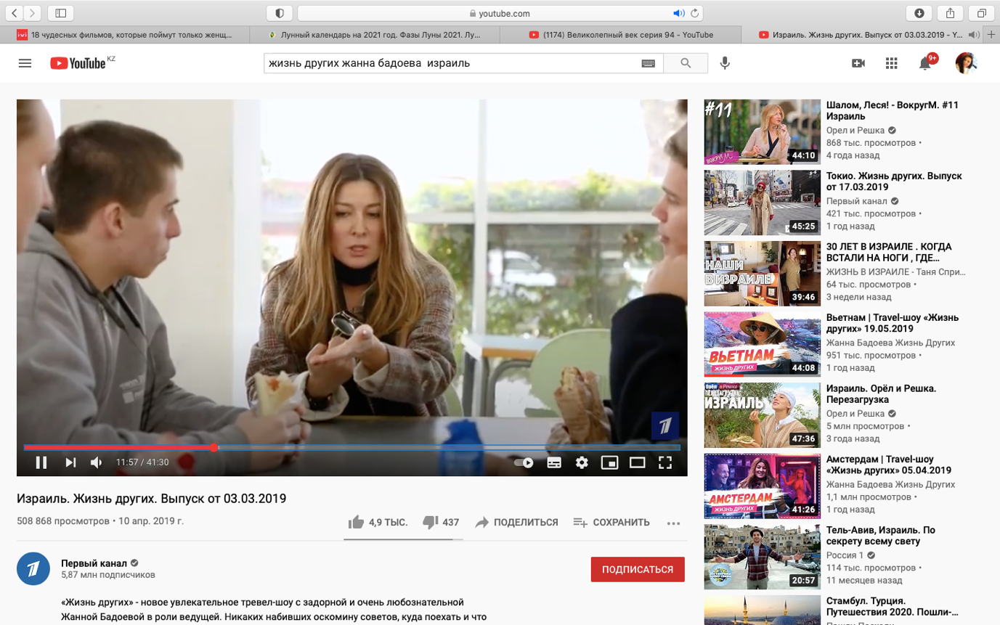 youtube.com
18 чудесных фильмов, которые поймут только женщ...
Лунный календарь на 2021 год. Фазы Луны 2021. Лу...
(1174) Великолепный век серия 94 - YouTube
Израиль. Жизнь других. Выпуск от 03.03.2019 - Y...
YouTube KZ
жизнь других жанна бадоева  израиль
9+
11:57 / 41:30
Израиль. Жизнь других. Выпуск от 03.03.2019
508 868 просмотров • 10 апр. 2019 г.
4,9 ТЫС.
437
ПОДЕЛИТЬСЯ
СОХРАНИТЬ
Первый канал
5,87 млн подписчиков
ПОДПИСАТЬСЯ
«Жизнь других» - новое увлекательное тревел-шоу с задорной и очень любознательной
Жанной Бадоевой в роли ведущей. Никаких набивших оскомину советов, куда поехать и что
#11
ВОКРУГМ
44:10
Шалом, Леся! - ВокругМ. #11
Израиль
Орел и Решка
868 тыс. просмотров •
4 года назад
45:25
Токио. Жизнь других. Выпуск
от 17.03.2019
Первый канал
421 тыс. просмотров •
1 год назад
НАШИ
В ИЗРАИЛЕ
39:46
30 ЛЕТ В ИЗРАИЛЕ . КОГДА
ВСТАЛИ НА НОГИ , ГДЕ...
ЖИЗНЬ В ИЗРАИЛЕ - Таня Спри...
64 тыс. просмотров •
3 недели назад
ВЬЕТНАМ
ЖИЗНЬ ДРУГИХ
44:08
Вьетнам | Travel-шоу «Жизнь
других» 19.05.2019
Жанна Бадоева Жизнь Других
951 тыс. просмотров •
1 год назад
Орёл и Решка
ПЕРЕЗАГРУЗКА
ИЗРАИЛЬ
47:36
Израиль. Орёл и Решка.
Перезагрузка
Орел и Решка
5 млн просмотров •
3 года назад
АМСТЕРДАМ
ЖИЗНЬ ДРУГИХ
41:26
Амстердам | Travel-шоу
«Жизнь других» 05.04.2019
Жанна Бадоева Жизнь Других
1,1 млн просмотров •
1 год назад
20:57
Тель-Авив, Израиль. По
секрету всему свету
Россия 1
114 тыс. просмотров •
11 месяцев назад
Стамбул. Турция.
Путешествия 2020. Пошли-...